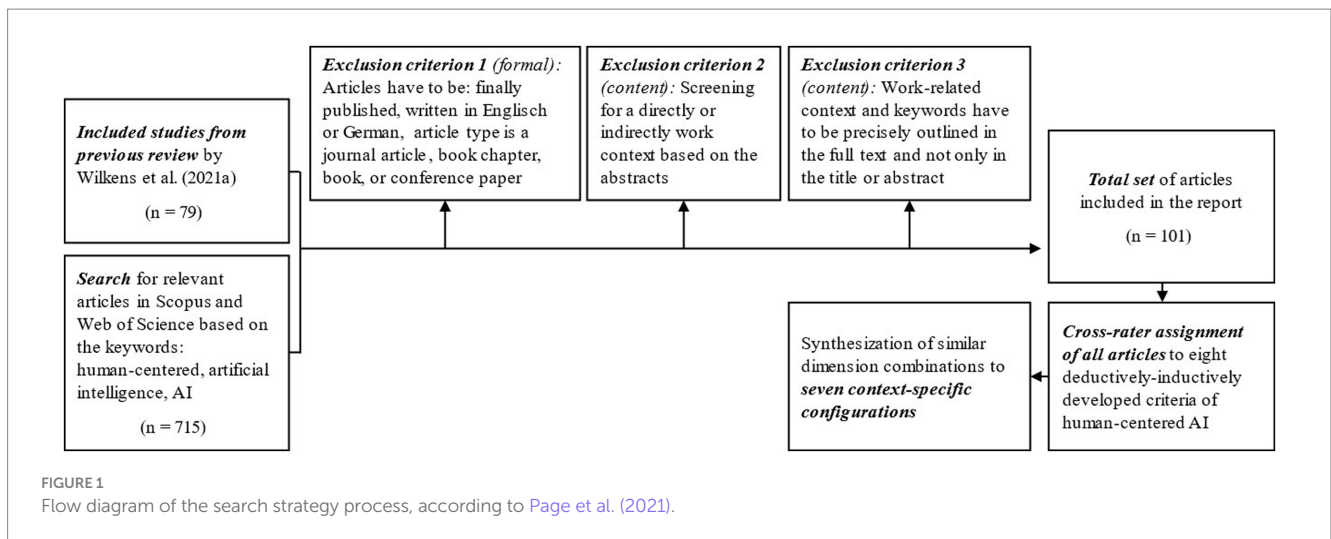 Included studies from
previous review by
Wilkens et al. (2021a)
(n = 79)
Search for relevant
articles in Scopus and
Web of Science based on
the keywords:
human-centered, artificial
intelligence, AI
(n = 715)
Exclusion criterion 1 (formal):
Articles have to be: finally
published, written in Englisch
or German, article type is a
journal article, book chapter,
book, or conference paper
Exclusion criterion 2
(content): Screening
for a directly or
indirectly work
context based on the
abstracts
Exclusion criterion 3
(content): Work-related
context and keywords have
to be precisely outlined in
the full text and not only in
the title or abstract
Total set of articles
included in the report
(n = 101)
Cross-rater assignment
of all articles to eight
deductively-inductively
developed criteria of
human-centered AI
Synthesization of similar
dimension combinations to
seven context-specific
configurations
FIGURE 1
Flow diagram of the search strategy process, according to Page et al. (2021).